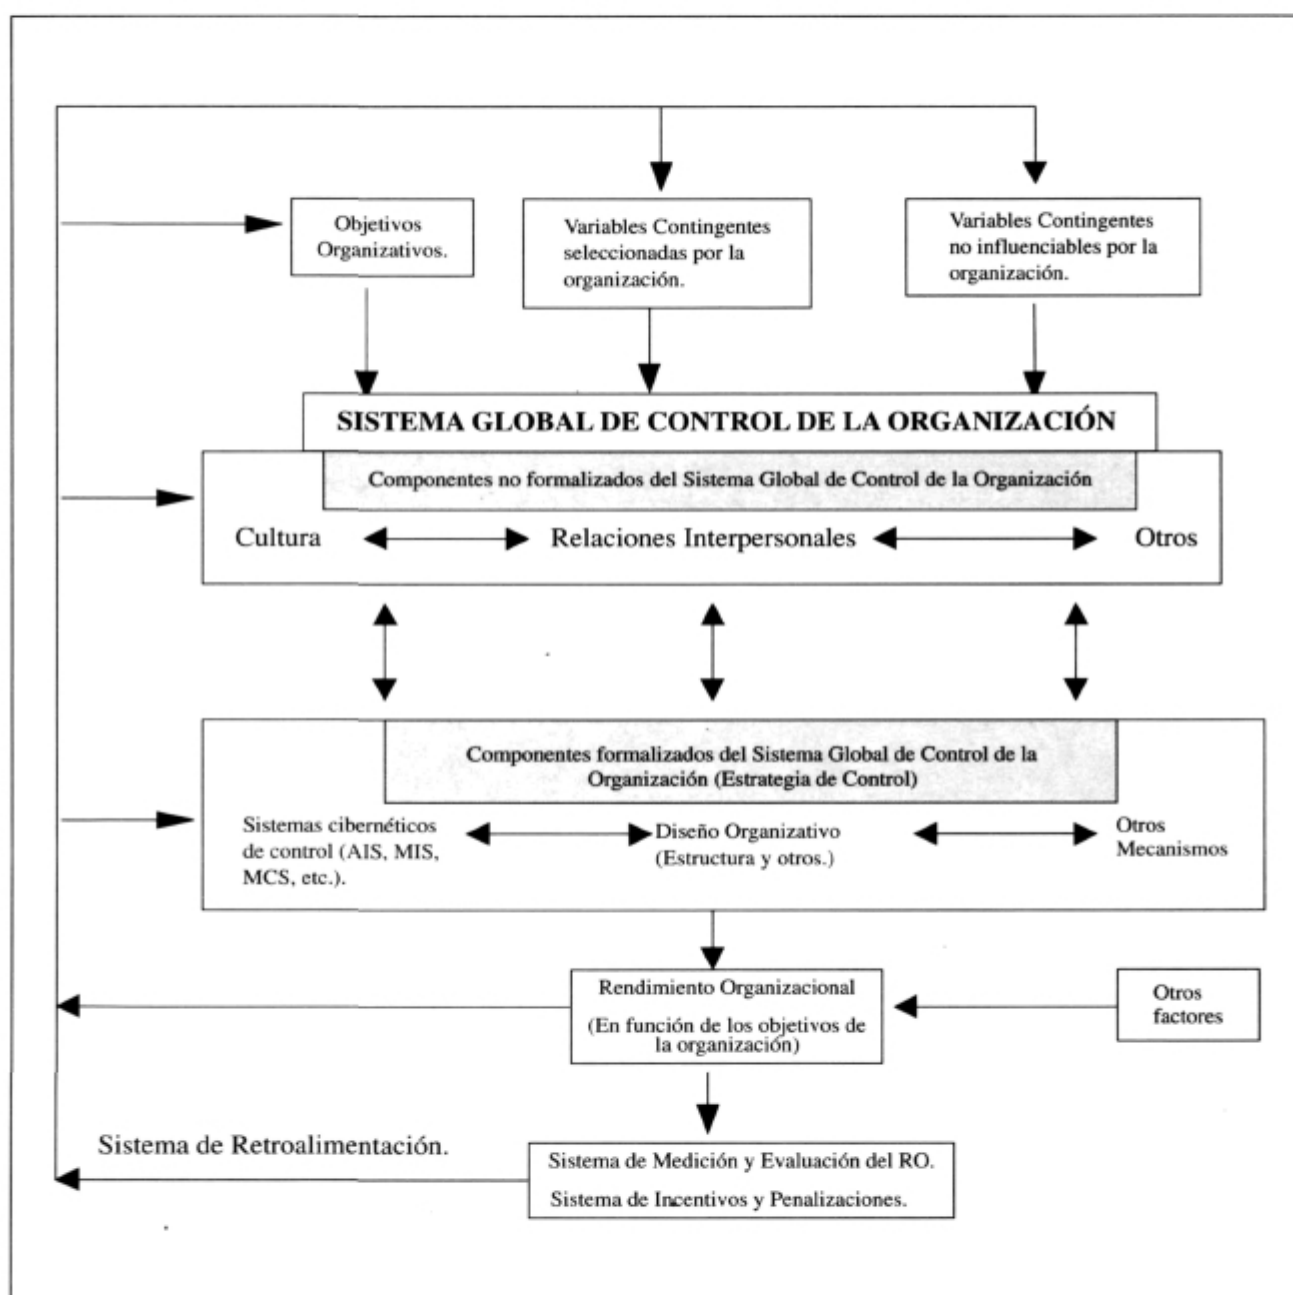 Objetivos
Organizativos.
Variables Contingentes
seleccionadas por la
organización.
Variables Contingentes
no influenciables por la
organización.
SISTEMA GLOBAL DE CONTROL DE LA ORGANIZACIÓN
Componentes no formalizados del Sistema Global de Control de la Organización
Cultura
Relaciones Interpersonales
Otros
Componentes formalizados del Sistema Global de Control de la
Organización (Estrategia de Control)
Sistemas cibernéticos
de control (AIS, MIS,
MCS, etc.).
Diseño Organizativo
(Estructura y otros.)
Otros
Mecanismos
Rendimiento Organizacional
(En función de los objetivos de
la organización)
Otros
factores
Sistema de Retroalimentación.
Sistema de Medición y Evaluación del RO.
Sistema de Incentivos y Penalizaciones.